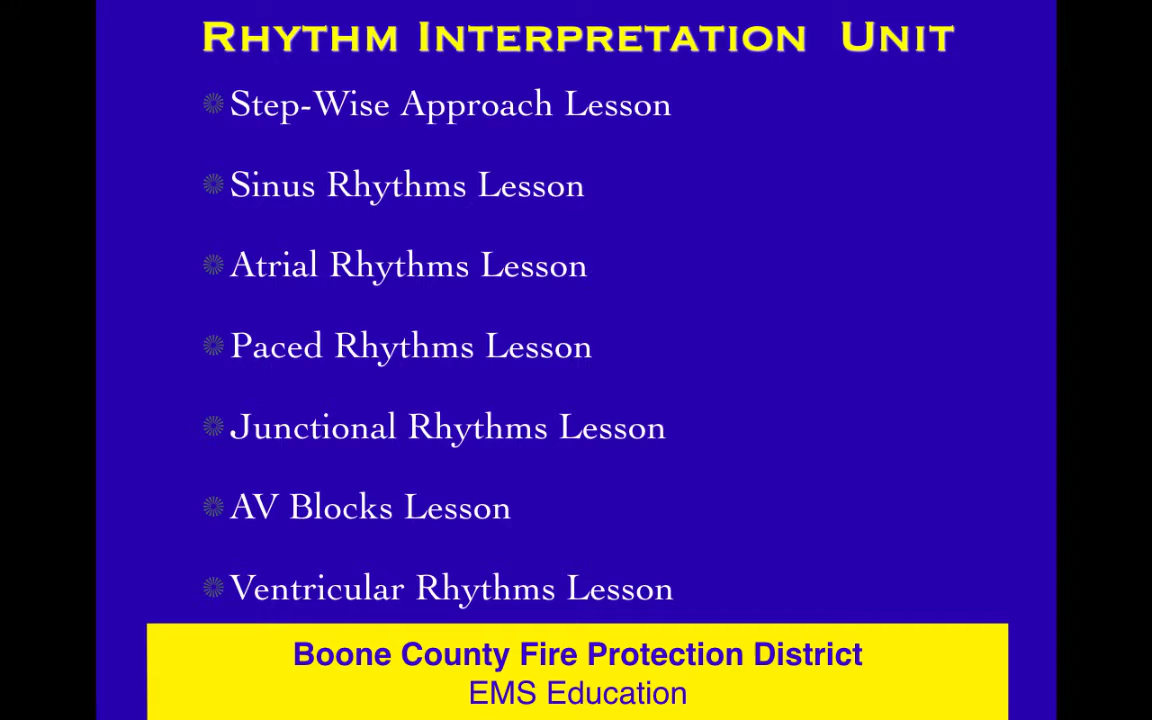 Rhythm Interpretation Unit
Step-Wise Approach Lesson
Sinus Rhythms Lesson
Atrial Rhythms Lesson
Paced Rhythms Lesson
Junctional Rhythms Lesson
AV Blocks Lesson
Ventricular Rhythms Lesson
Boone County Fire Protection District
EMS Education